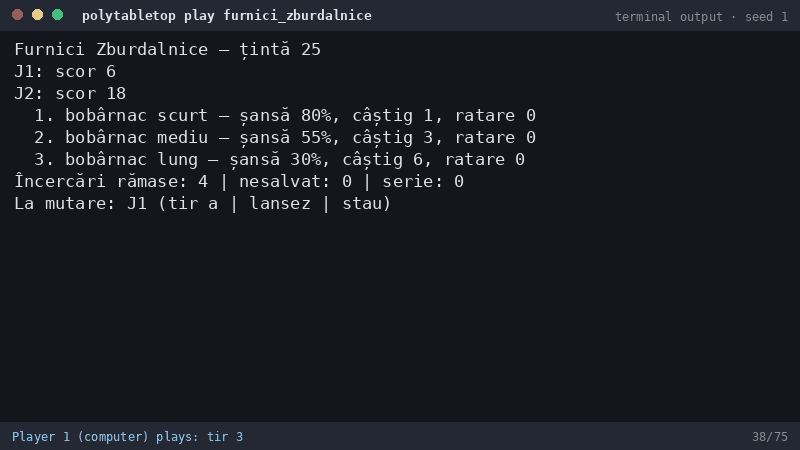 polytabletop play furnici_zburdalnice
terminal output · seed 1
Furnici Zburdalnice — țintă 25
J1: scor 6
J2: scor 18
1. bobârnac scurt — șansă 80%, câștig 1, ratare 0
2. bobârnac mediu — șansă 55%, câștig 3, ratare 0
3. bobârnac lung — șansă 30%, câștig 6, ratare 0
Încercări rămase: 4 | nesalvat: 0 | serie: 0
La mutare: J1 (tir a | lansez | stau)
Player 1 (computer) plays: tir 3
38/75